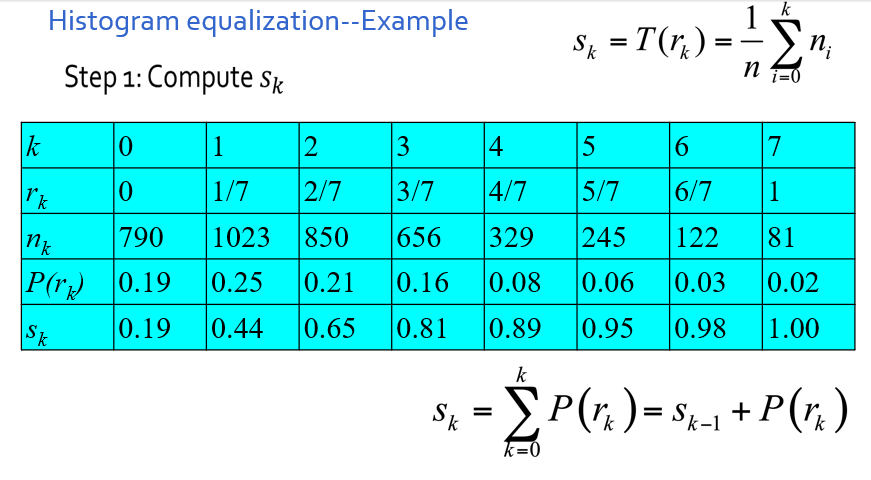 Histogram equalization--Example
s_k = T(r_k) = \frac{1}{n} \sum_{i=0}^{k} n_i
Step 1: Compute s_k
k 0 1 2 3 4 5 6 7
r_k 0 1/7 2/7 3/7 4/7 5/7 6/7 1
n_k 790 1023 850 656 329 245 122 81
P(r_k) 0.19 0.25 0.21 0.16 0.08 0.06 0.03 0.02
s_k 0.19 0.44 0.65 0.81 0.89 0.95 0.98 1.00
s_k = \sum_{k=0}^{k} P(r_k) = s_{k-1} + P(r_k)